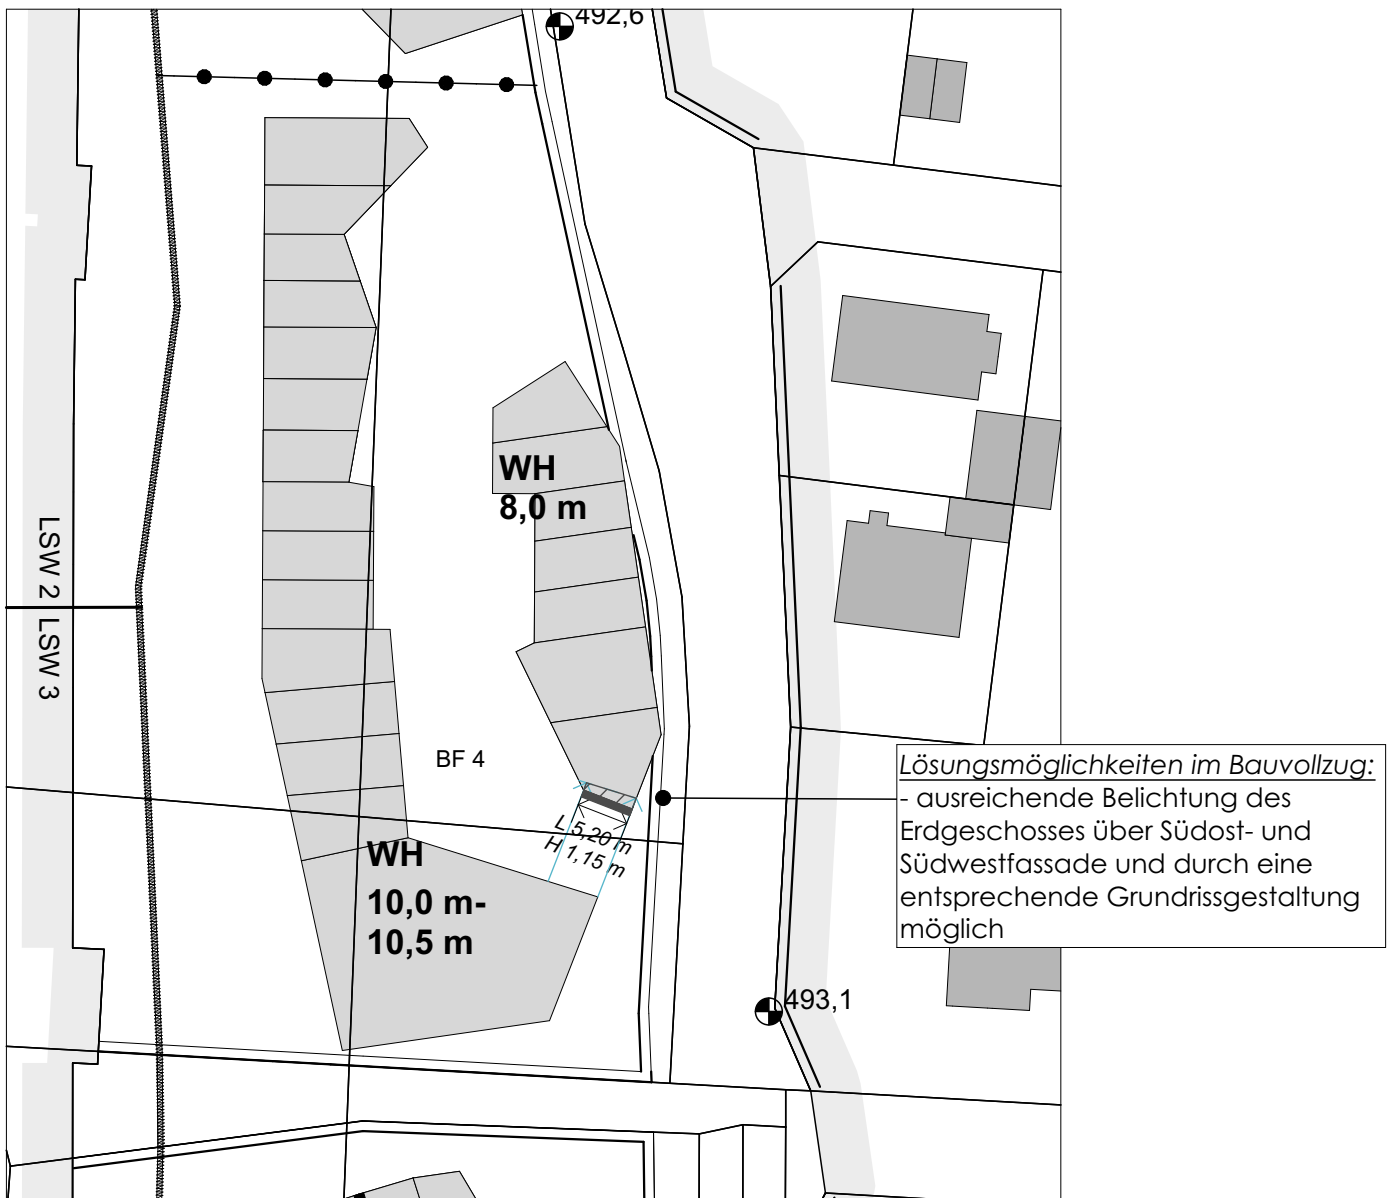 492,6
WH
8,0 m
LSW 2
LSW 3
BF 4
L 5,20 m
H 1,15 m
WH
10,0 m-
10,5 m
493,1
Lösungsmöglichkeiten im Bauvollzug:
- ausreichende Belichtung des
Erdgeschosses über Südost- und
Südwestfassade und durch eine
entsprechende Grundrissgestaltung
möglich